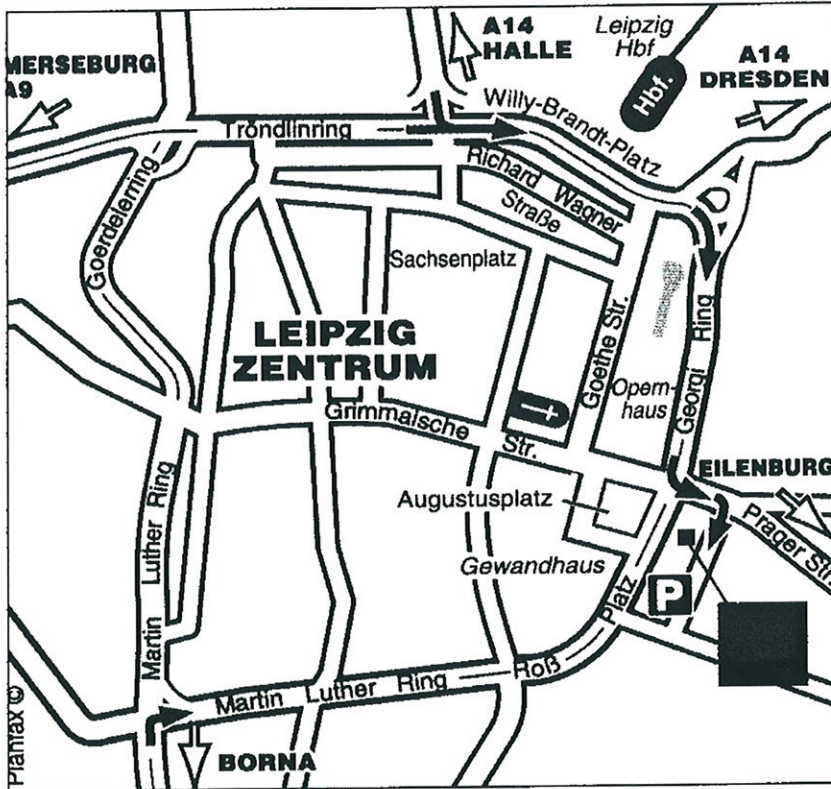 MERSEBURG
A9
A14
HALLE
Leipzig
Hbf
Hbf.
A14
DRESDEN
Tröndlinring
Willy-Brandt-Platz
Richard Wagner
Straße
Goerdelerring
Sachsenplatz
LEIPZIG
ZENTRUM
Goethe Str.
Opern-
haus
Georgi Ring
Grimmaische Str.
EILENBURG
Augustusplatz
Prager Str.
Gewandhaus
P
Martin Luther Ring
Roß Platz
Martin Luther Ring
BORNA
Planfax ©